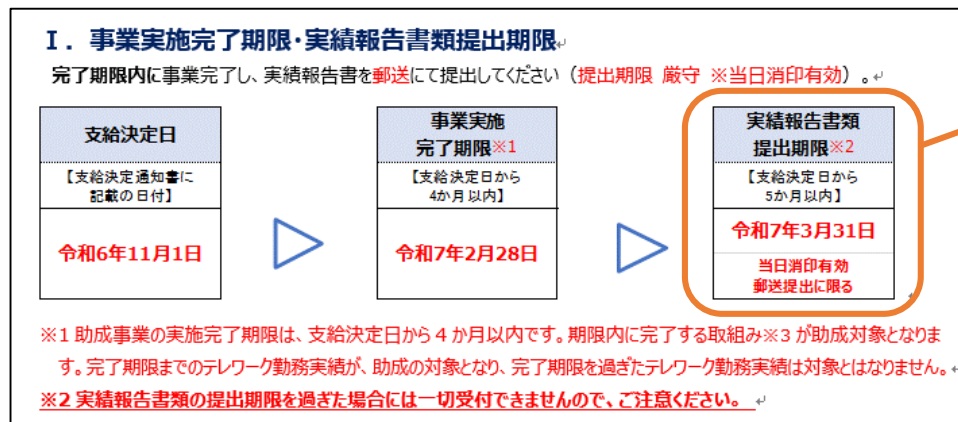 Ⅰ．事業実施完了期限・実績報告書類提出期限
完了期限内に事業完了し、実績報告書を郵送にて提出してください（提出期限 厳守 ※当日消印有効）。
支給決定日
【支給決定通知書に
記載の日付】
令和6年11月1日
事業実施
完了期限※1
【支給決定日から
4か月以内】
令和7年2月28日
実績報告書類
提出期限※2
【支給決定日から
5か月以内】
令和7年3月31日
当日消印有効
郵送提出に限る
※1 助成事業の実施完了期限は、支給決定日から 4 か月以内です。期限内に完了する取組み※3 が助成対象となりま
す。完了期限までのテレワーク勤務実績が、助成の対象となり、完了期限を過ぎたテレワーク勤務実績は対象とはなりません。
※2 実績報告書類の提出期限を過ぎた場合には一切受付できませんので、ご注意ください。